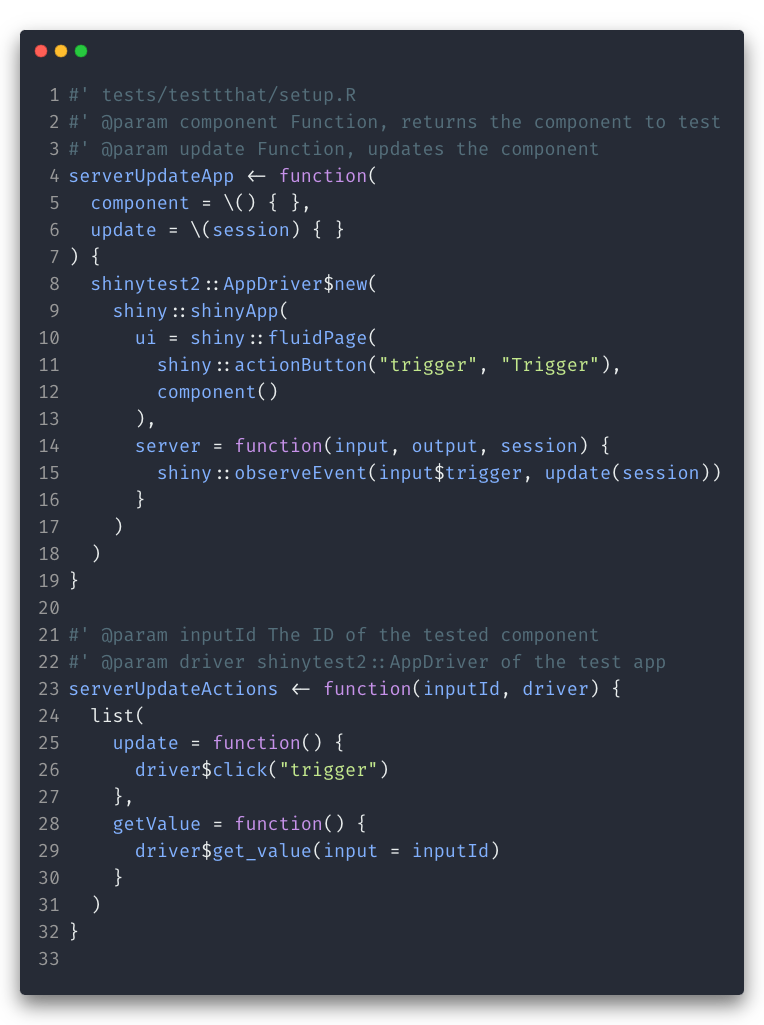 1 #' tests/testtthat/setup.R
2 #' @param component Function, returns the component to test
3 #' @param update Function, updates the component
4 serverUpdateApp <- function(
5   component = \() { },
6   update = \(session) { }
7 ) {
8   shinytest2::AppDriver$new(
9     shiny::shinyApp(
10       ui = shiny::fluidPage(
11         shiny::actionButton("trigger", "Trigger"),
12         component()
13       ),
14       server = function(input, output, session) {
15         shiny::observeEvent(input$trigger, update(session))
16       }
17     )
18   )
19 }
20
21 #' @param inputId The ID of the tested component
22 #' @param driver shinytest2::AppDriver of the test app
23 serverUpdateActions <- function(inputId, driver) {
24   list(
25     update = function() {
26       driver$click("trigger")
27     },
28     getValue = function() {
29       driver$get_value(input = inputId)
30     }
31   )
32 }
33